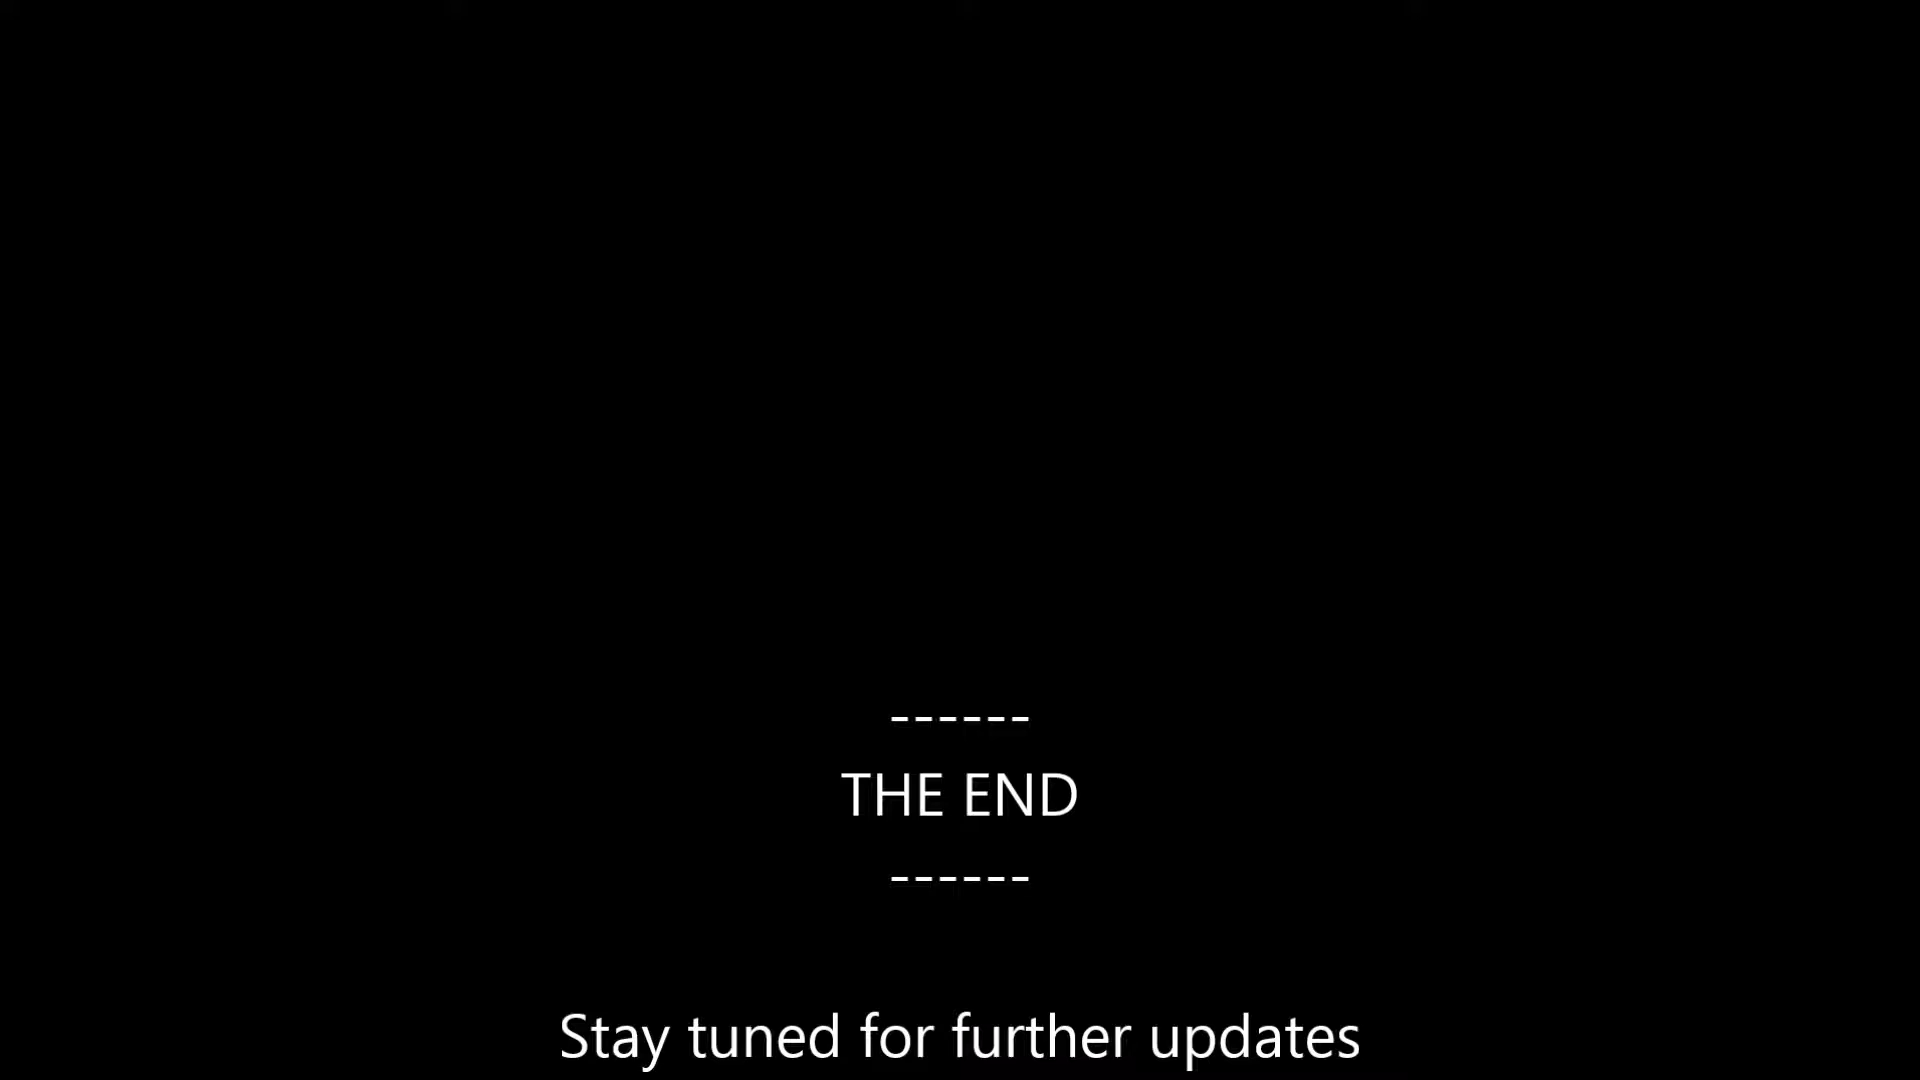 ------
THE END
------
Stay tuned for further updates